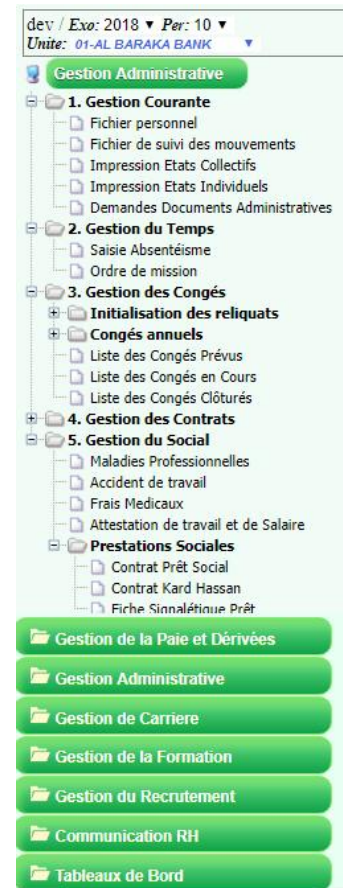 dev / Exo: 2018 ▼ Per: 10 ▼
Unite: 01-AL BARAKA BANK ▼
Gestion Administrative
1. Gestion Courante
Fichier personnel
Fichier de suivi des mouvements
Impression Etats Collectifs
Impression Etats Individuels
Demandes Documents Administratives
2. Gestion du Temps
Saisie Absentéisme
Ordre de mission
3. Gestion des Congés
Initialisation des reliquats
Congés annuels
Liste des Congés Prévus
Liste des Congés en Cours
Liste des Congés Clôturés
4. Gestion des Contrats
5. Gestion du Social
Maladies Professionnelles
Accident de travail
Frais Medicaux
Attestation de travail et de Salaire
Prestations Sociales
Contrat Prêt Social
Contrat Kard Hassan
Fiche Signalétique Prêt
Gestion de la Paie et Dérivées
Gestion Administrative
Gestion de Carriere
Gestion de la Formation
Gestion du Recrutement
Communication RH
Tableaux de Bord